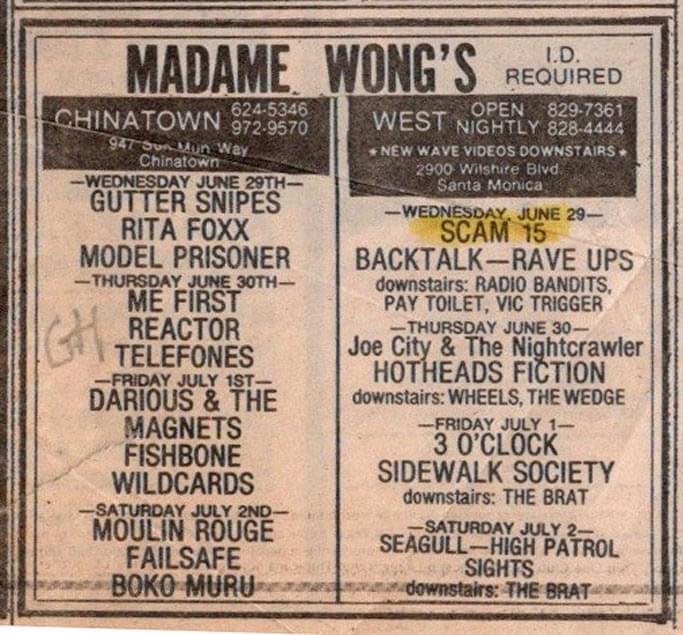 MADAME WONG'S
I.D.
REQUIRED
CHINATOWN 624-5346
972-9570
947 Sun Mun Way
Chinatown
—WEDNESDAY JUNE 29TH—
GUTTER SNIPES
RITA FOXX
MODEL PRISONER
—THURSDAY JUNE 30TH—
ME FIRST
REACTOR
TELEFONES
—FRIDAY JULY 1ST—
DARIOUS & THE
MAGNETS
FISHBONE
WILDCARDS
—SATURDAY JULY 2ND—
MOULIN ROUGE
FAILSAFE
BOKO MURU
GH
WEST OPEN 829-7361
NIGHTLY 828-4444
★ NEW WAVE VIDEOS DOWNSTAIRS ★
2900 Wilshire Blvd.
Santa Monica
—WEDNESDAY, JUNE 29—
SCAM 15
BACKTALK—RAVE UPS
downstairs: RADIO BANDITS,
PAY TOILET, VIC TRIGGER
—THURSDAY JUNE 30—
Joe City & The Nightcrawler
HOTHEADS FICTION
downstairs: WHEELS, THE WEDGE
—FRIDAY JULY 1—
3 O'CLOCK
SIDEWALK SOCIETY
downstairs: THE BRAT
—SATURDAY JULY 2—
SEAGULL—HIGH PATROL
SIGHTS
downstairs: THE BRAT